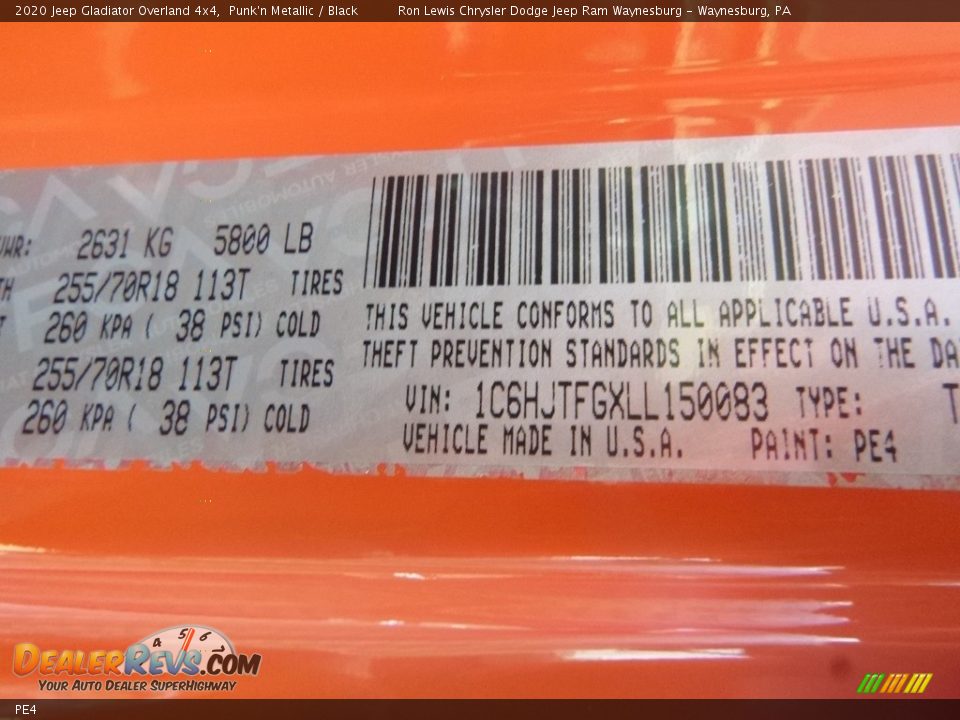 2020 Jeep Gladiator Overland 4x4, Punk'n Metallic / Black Ron Lewis Chrysler Dodge Jeep Ram Waynesburg - Waynesburg, PA
2631 KG 5800 LB
255/70R18 113T TIRES
260 KPA ( 38 PSI) COLD
255/70R18 113T TIRES
260 KPA ( 38 PSI) COLD
THIS VEHICLE CONFORMS TO ALL APPLICABLE U.S.A.
THEFT PREVENTION STANDARDS IN EFFECT ON THE DA
VIN: 1C6HJTFGXLL150083 TYPE: T
VEHICLE MADE IN U.S.A. PAINT: PE4
4 5 6
DealerRevs.com
Your Auto Dealer SuperHighway
PE4